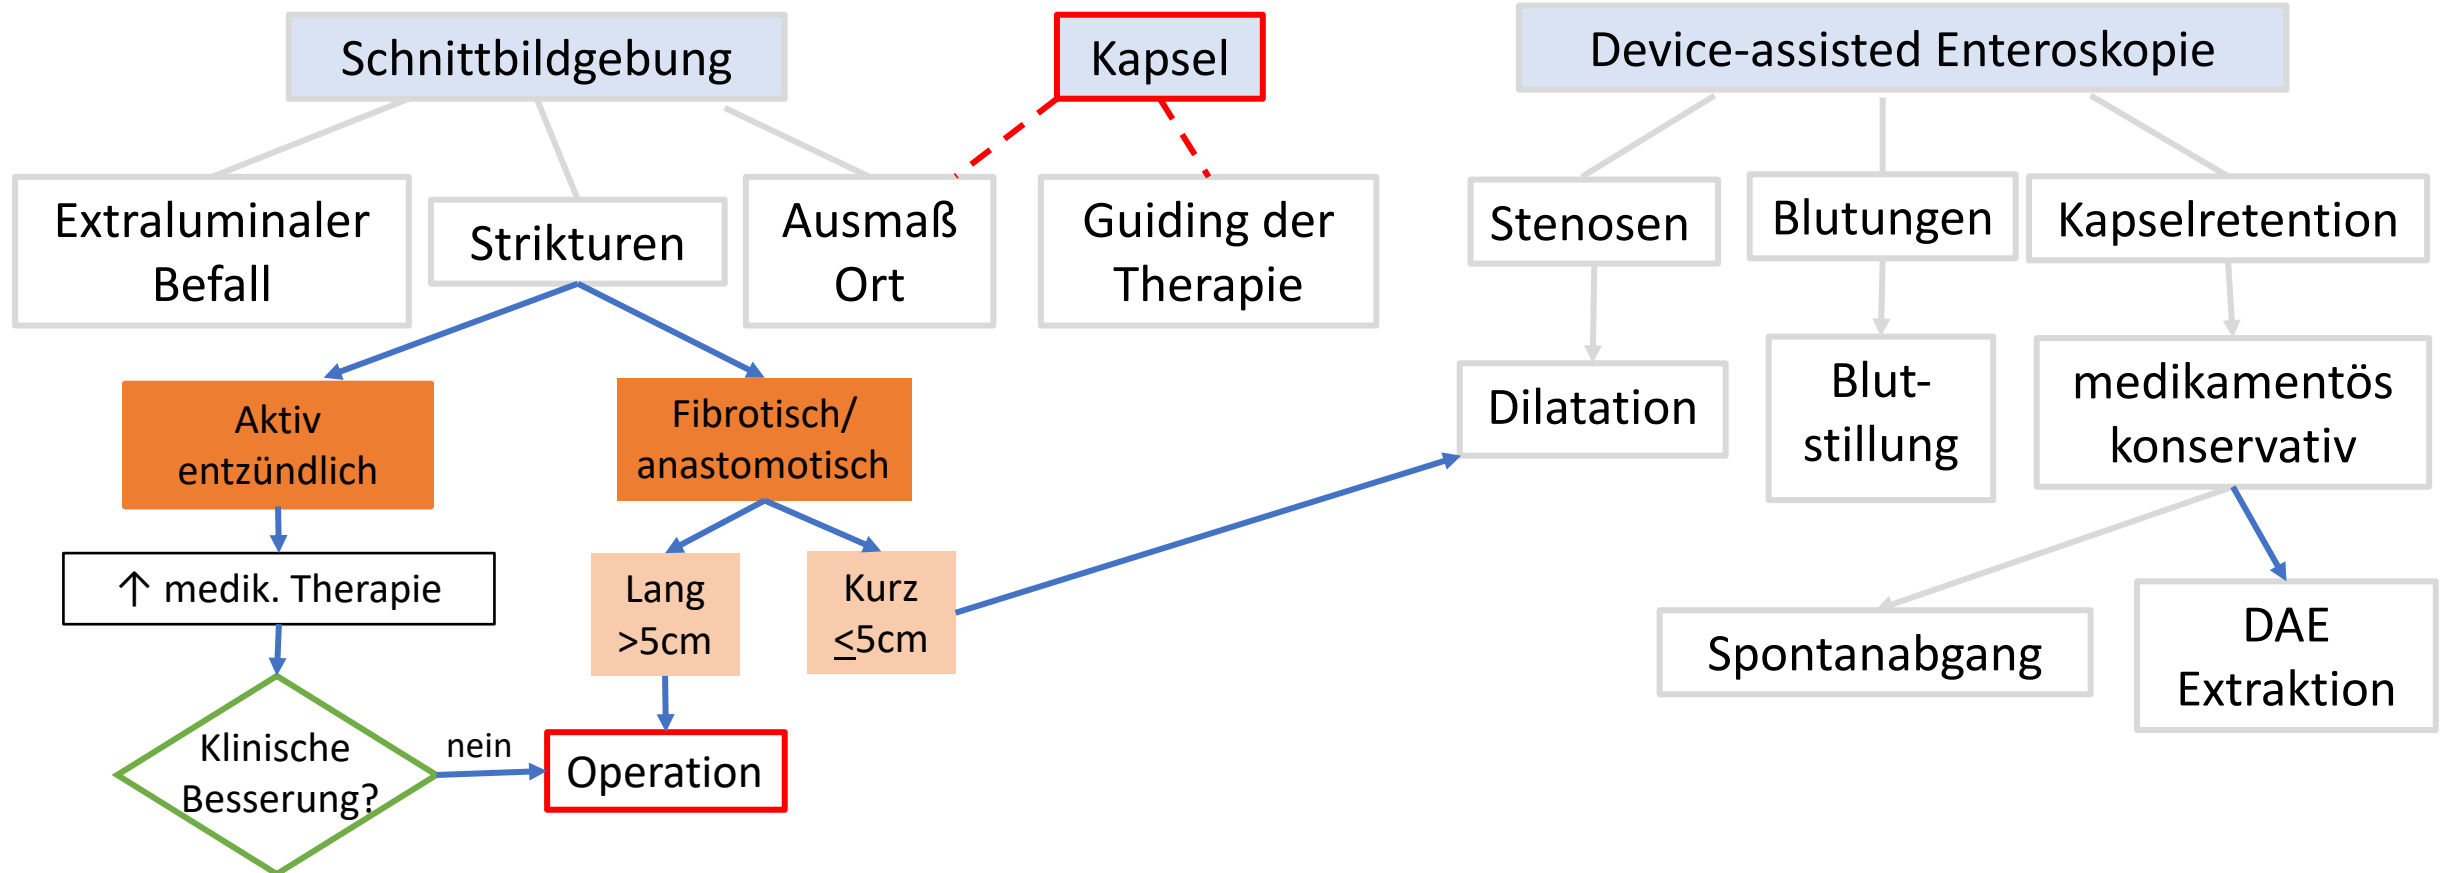 Schnittbildgebung
Kapsel
Device-assisted Enteroskopie
Extraluminaler
Befall
Strikturen
Ausmaß
Ort
Guiding der
Therapie
Stenosen
Blutungen
Kapselretention
Aktiv
entzündlich
Fibrotisch/
anastomotisch
Dilatation
Blut-
stillung
medikamentös
konservativ
↑ medik. Therapie
Lang
>5cm
Kurz
≤5cm
Spontanabgang
DAE
Extraktion
Klinische
Besserung?
nein
Operation